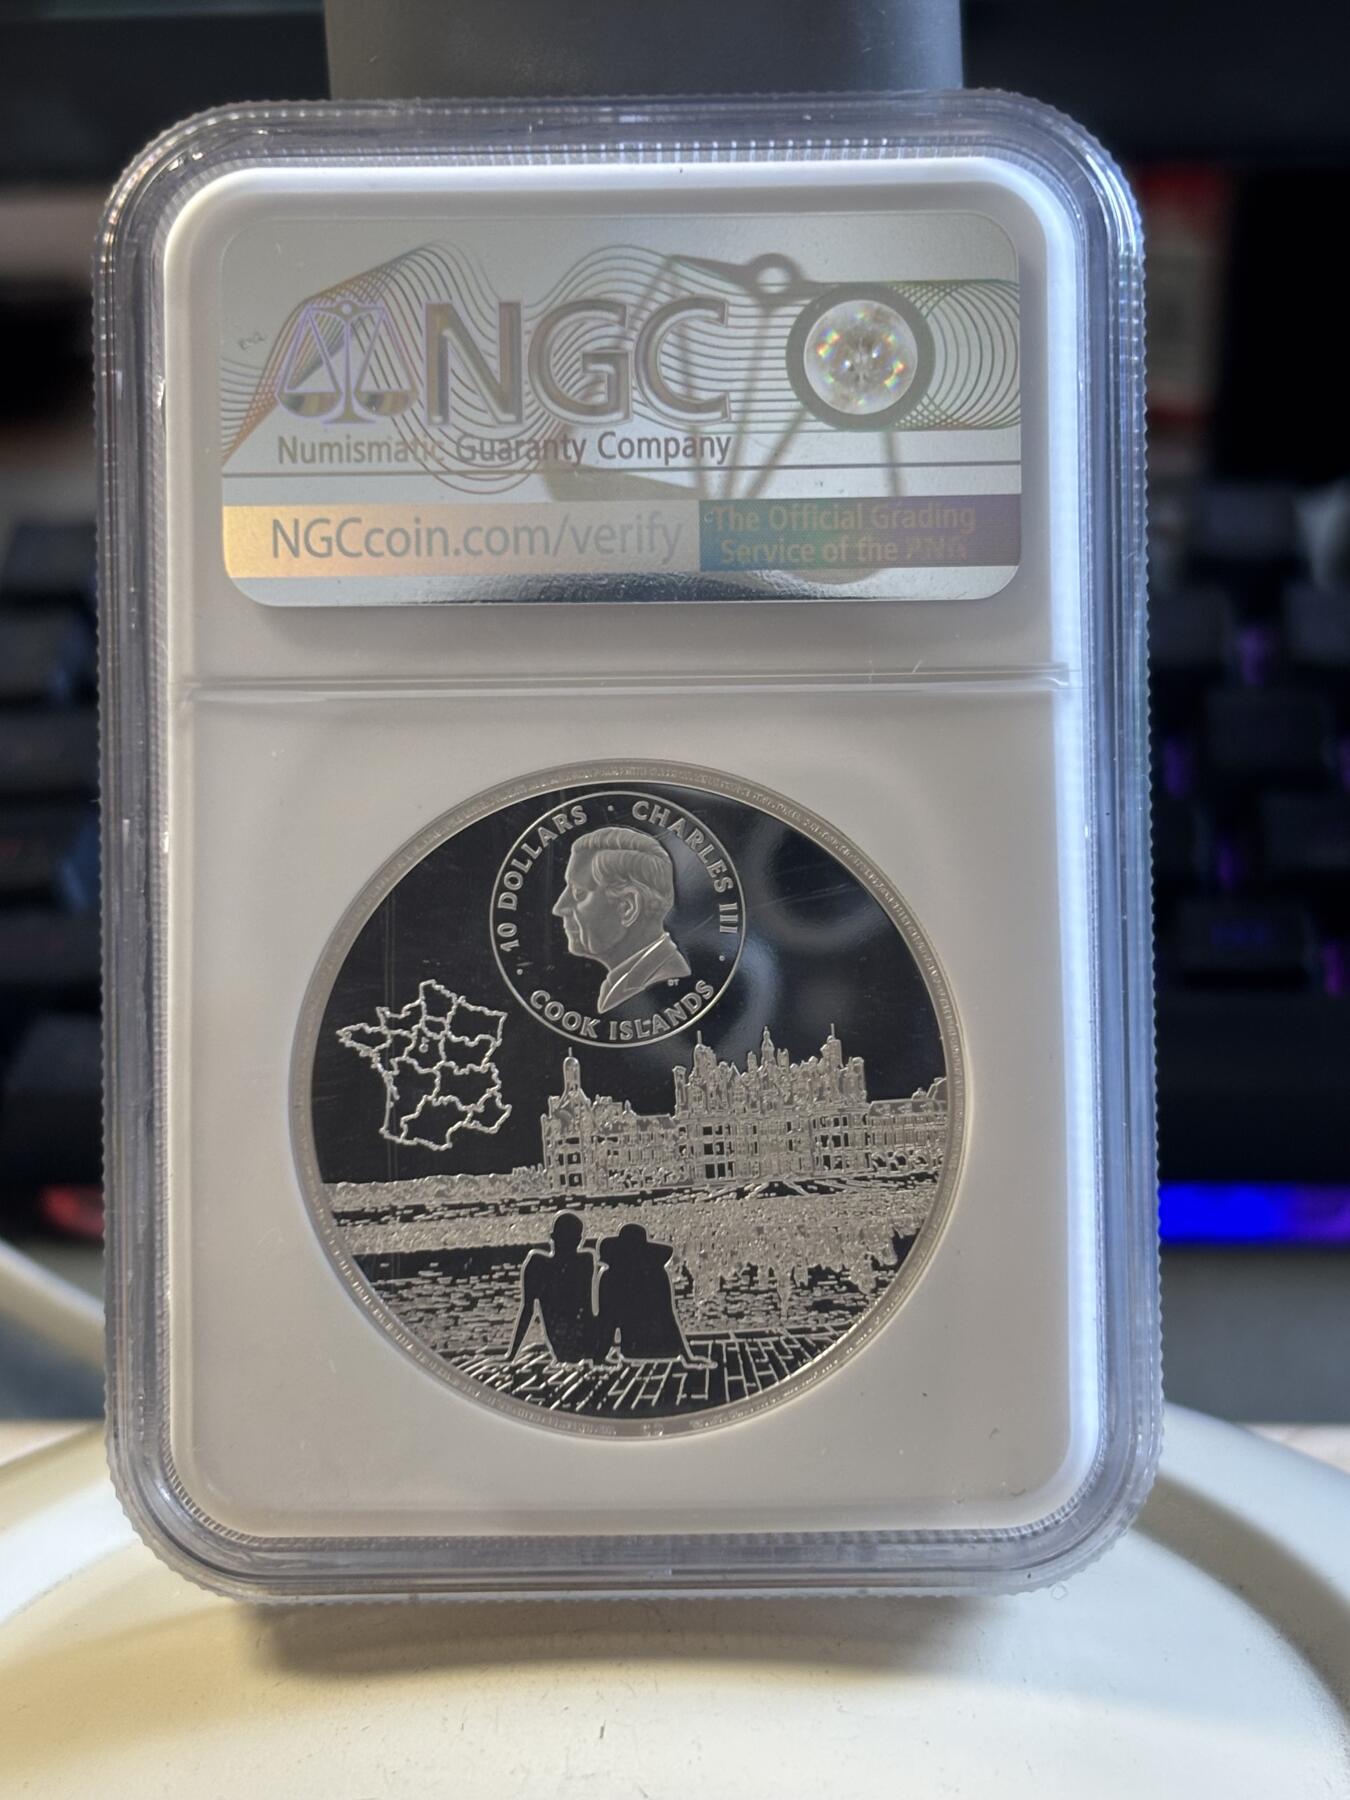 NGC
Numismatic Guaranty Company
NGCcoin.com/verify
The Official Grading
Service of the PNG
· 10 DOLLARS · CHARLES III ·
COOK ISLANDS